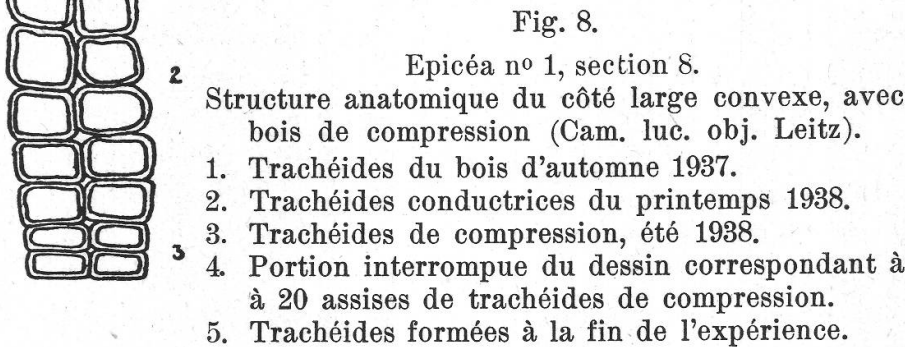 Fig. 8.
Epicéa nº 1, section 8.
Structure anatomique du côté large convexe, avec
bois de compression (Cam. luc. obj. Leitz).
1. Trachéides du bois d'automne 1937.
2. Trachéides conductrices du printemps 1938.
3. Trachéides de compression, été 1938.
4. Portion interrompue du dessin correspondant à
à 20 assises de trachéides de compression.
5. Trachéides formées à la fin de l'expérience.
2
3